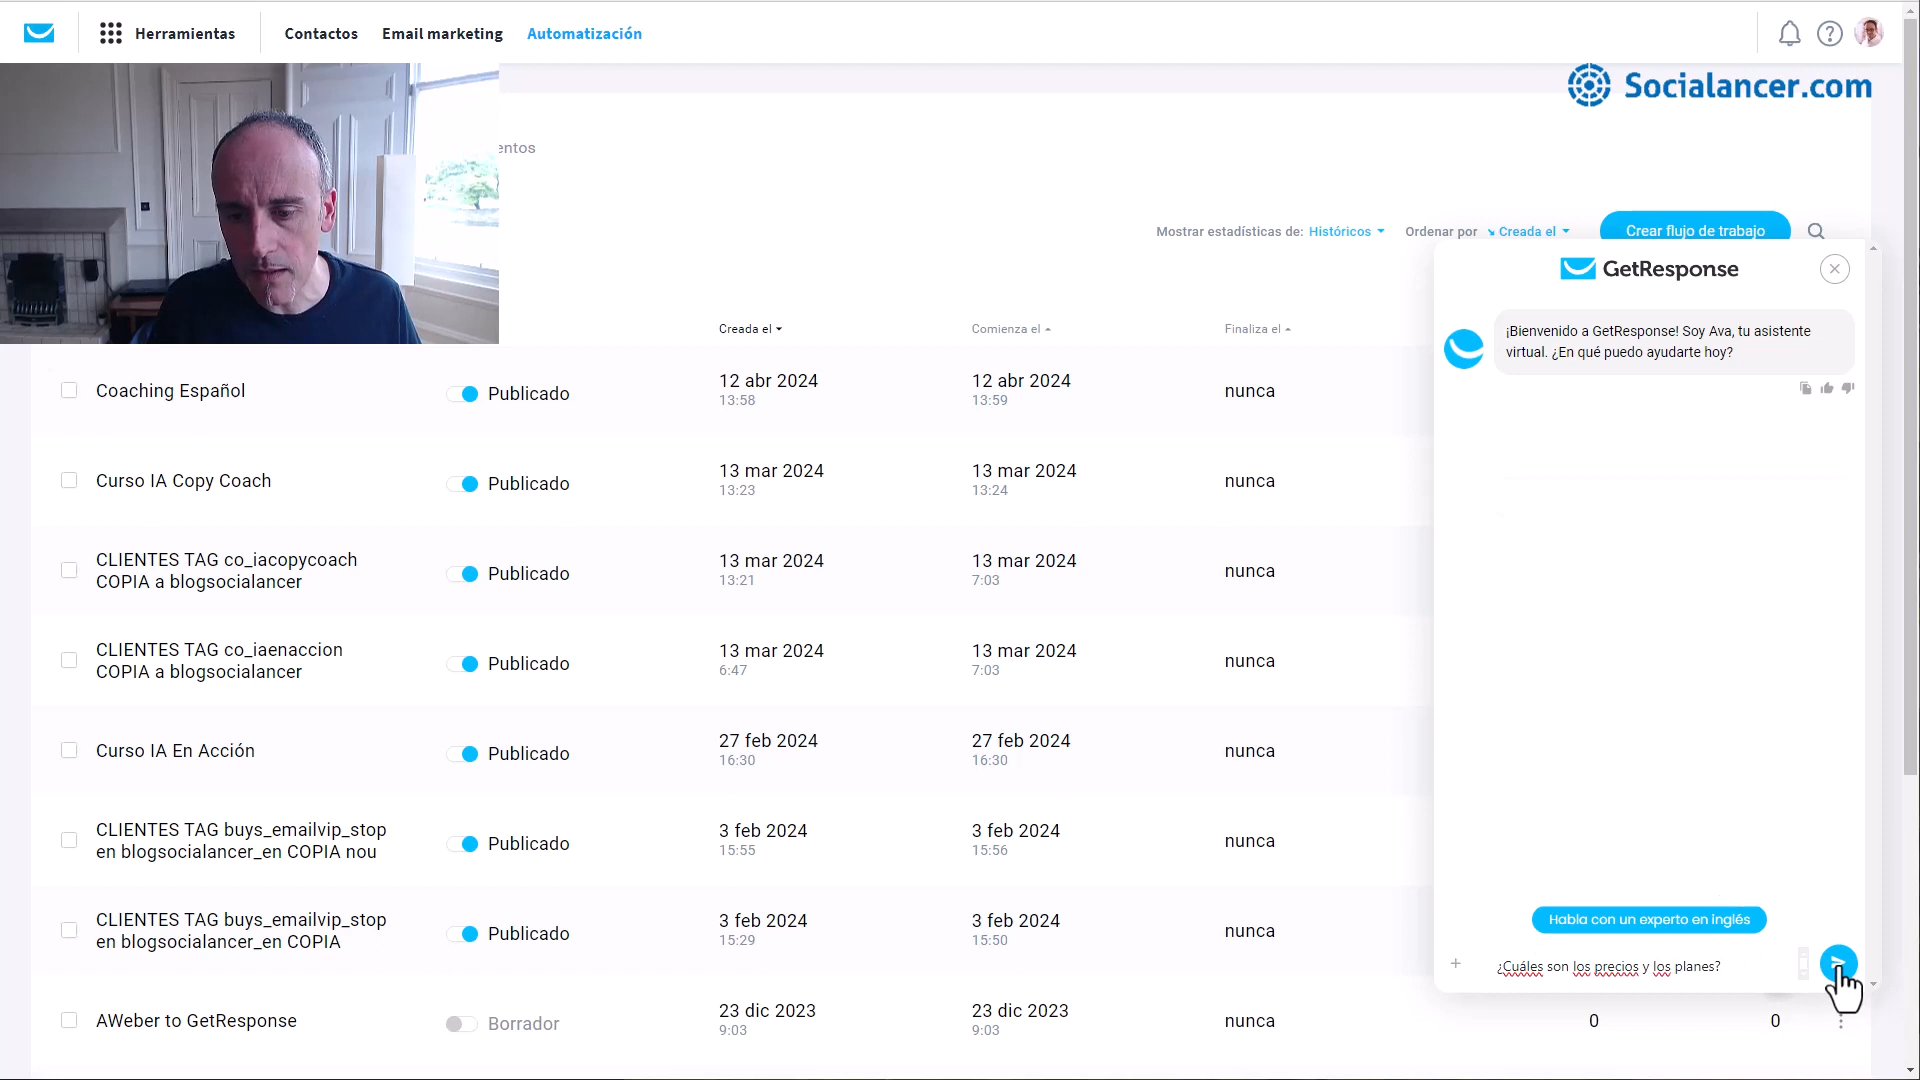 Herramientas
Contactos
Email marketing
Automatización
Socialancer.com
entos
Mostrar estadísticas de: Históricos
Ordenar por Creada el
Crear flujo de trabajo
GetResponse
¡Bienvenido a GetResponse! Soy Ava, tu asistente
virtual. ¿En qué puedo ayudarte hoy?
Creada el
Comienza el
Finaliza el
Coaching Español
Publicado
12 abr 2024
13:58
12 abr 2024
13:59
nunca
Curso IA Copy Coach
Publicado
13 mar 2024
13:23
13 mar 2024
13:24
nunca
CLIENTES TAG co_iacopycoach
COPIA a blogsocialancer
Publicado
13 mar 2024
13:21
13 mar 2024
7:03
nunca
CLIENTES TAG co_iaenaccion
COPIA a blogsocialancer
Publicado
13 mar 2024
6:47
13 mar 2024
7:03
nunca
Curso IA En Acción
Publicado
27 feb 2024
16:30
27 feb 2024
16:30
nunca
CLIENTES TAG buys_emailvip_stop
en blogsocialancer_en COPIA nou
Publicado
3 feb 2024
15:55
3 feb 2024
15:56
nunca
CLIENTES TAG buys_emailvip_stop
en blogsocialancer_en COPIA
Publicado
3 feb 2024
15:29
3 feb 2024
15:50
nunca
Habla con un experto en inglés
¿Cuáles son los precios y los planes?
AWeber to GetResponse
Borrador
23 dic 2023
9:03
23 dic 2023
9:03
nunca
0
0